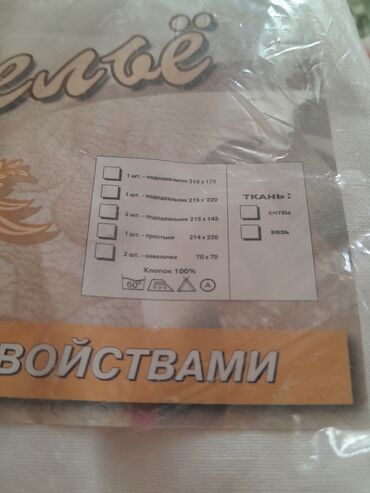 ельё
1 шт. - пододеяльник 215 x 175
1 шт. - пододеяльник 215 x 220
2 шт. - пододеяльник 215 x 143
1 шт. - простыня 214 x 220
2 шт. - наволочка 70 x 70
Хлопок 100%
60°
A
ТКАНЬ:
СИТЕЦ
БЯЗЬ
ВОЙСТВАМИ